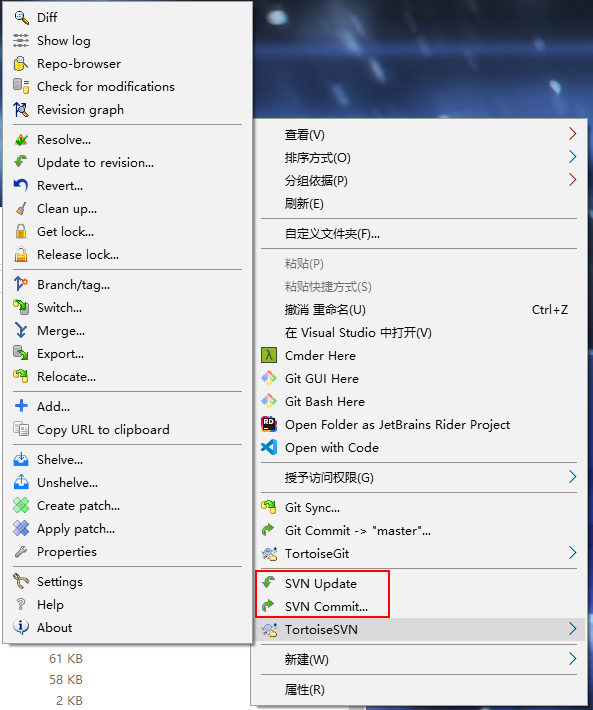 Diff
Show log
Repo-browser
Check for modifications
Revision graph
Resolve...
Update to revision...
Revert...
Clean up...
Get lock...
Release lock...
Branch/tag...
Switch...
Merge...
Export...
Relocate...
Add...
Copy URL to clipboard
Shelve...
Unshelve...
Create patch...
Apply patch...
Properties
Settings
Help
About
61 KB
58 KB
2 KB
查看(V)
排序方式(O)
分组依据(P)
刷新(E)
自定义文件夹(F)...
粘贴(P)
粘贴快捷方式(S)
撤消 重命名(U) Ctrl+Z
在 Visual Studio 中打开(V)
Cmder Here
Git GUI Here
Git Bash Here
Open Folder as JetBrains Rider Project
Open with Code
授予访问权限(G)
Git Sync...
Git Commit -> "master"...
TortoiseGit
SVN Update
SVN Commit...
TortoiseSVN
新建(W)
属性(R)